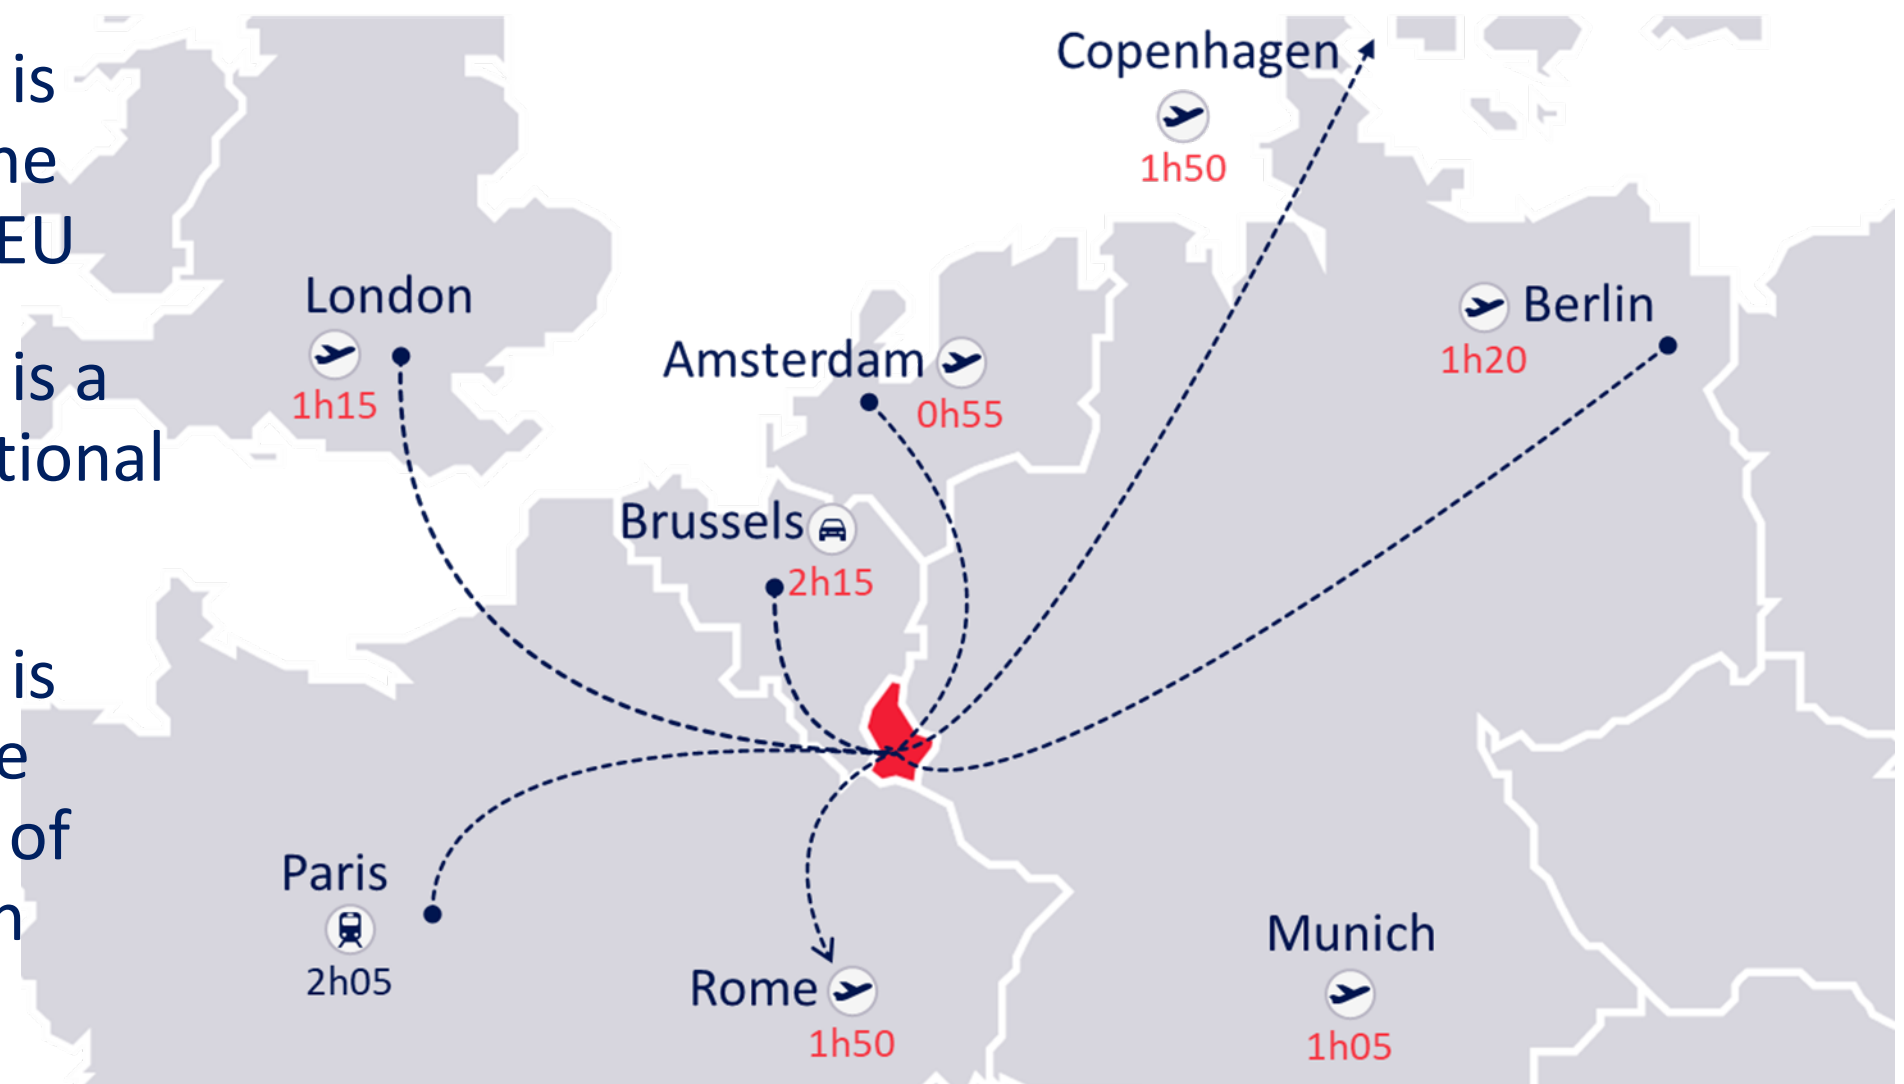 is
ne
EU
is a
tional
is
e
of
n
Copenhagen
1h50
London
1h15
Amsterdam
0h55
Berlin
1h20
Brussels
2h15
Paris
2h05
Rome
1h50
Munich
1h05